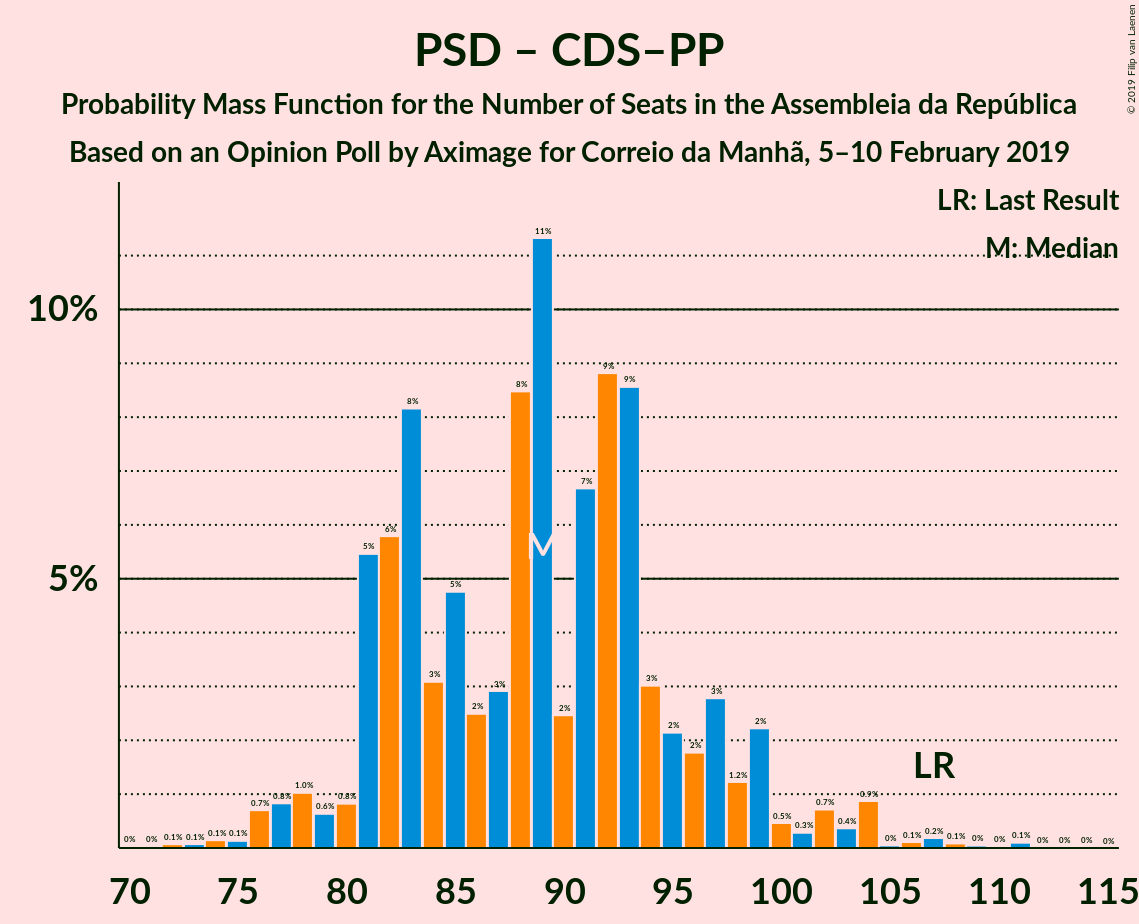 PSD – CDS–PP
Probability Mass Function for the Number of Seats in the Assembleia da República
Based on an Opinion Poll by Aximage for Correio da Manhã, 5–10 February 2019
© 2019 Filip van Laenen
LR: Last Result
M: Median
10%
5%
0% 0% 0.1% 0.1% 0.1% 0.1% 0.7% 0.8% 1.0% 0.6% 0.8% 5% 6% 8% 3% 5% 2% 3% 8% 11% 2% 7% 9% 9% 3% 2% 2% 3% 1.2% 2% 0.5% 0.3% 0.7% 0.4% 0.9% 0% 0.1% 0.2% 0.1% 0% 0% 0.1% 0% 0% 0% 0%
M
LR
70 75 80 85 90 95 100 105 110 115